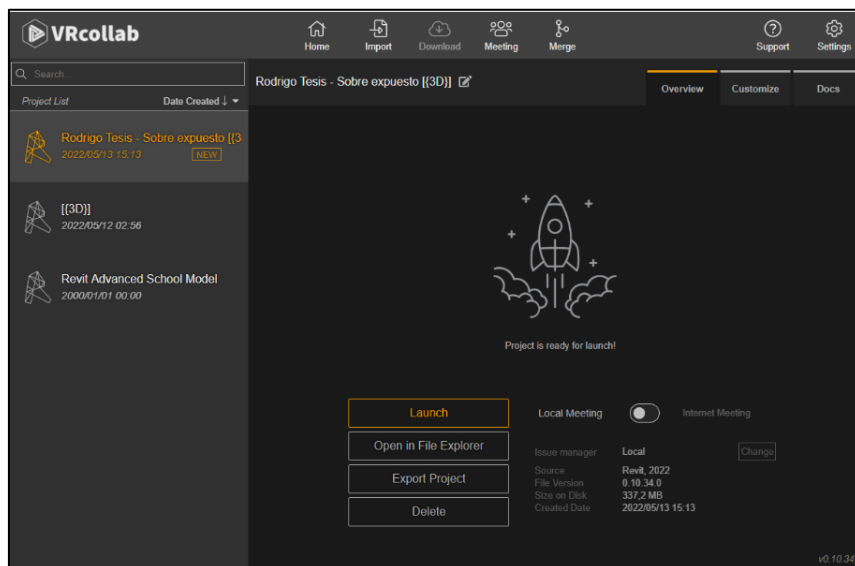 VRcollab
Home
Import
Download
Meeting
Merge
Support
Settings
Search...
Project List
Date Created ↓
Rodrigo Tesis - Sobre expuesto [{3
2022/05/13 15:13
NEW
[{3D}]
2022/05/12 02:56
Revit Advanced School Model
2000/01/01 00:00
Rodrigo Tesis - Sobre expuesto [{3D}]
Overview
Customize
Docs
Project is ready for launch!
Launch
Open in File Explorer
Export Project
Delete
Local Meeting
Internet Meeting
Issue manager Local
Change
Source Revit, 2022
File Version 0.10.34.0
Size on Disk 337,2 MB
Created Date 2022/05/13 15:13
v0.10.34